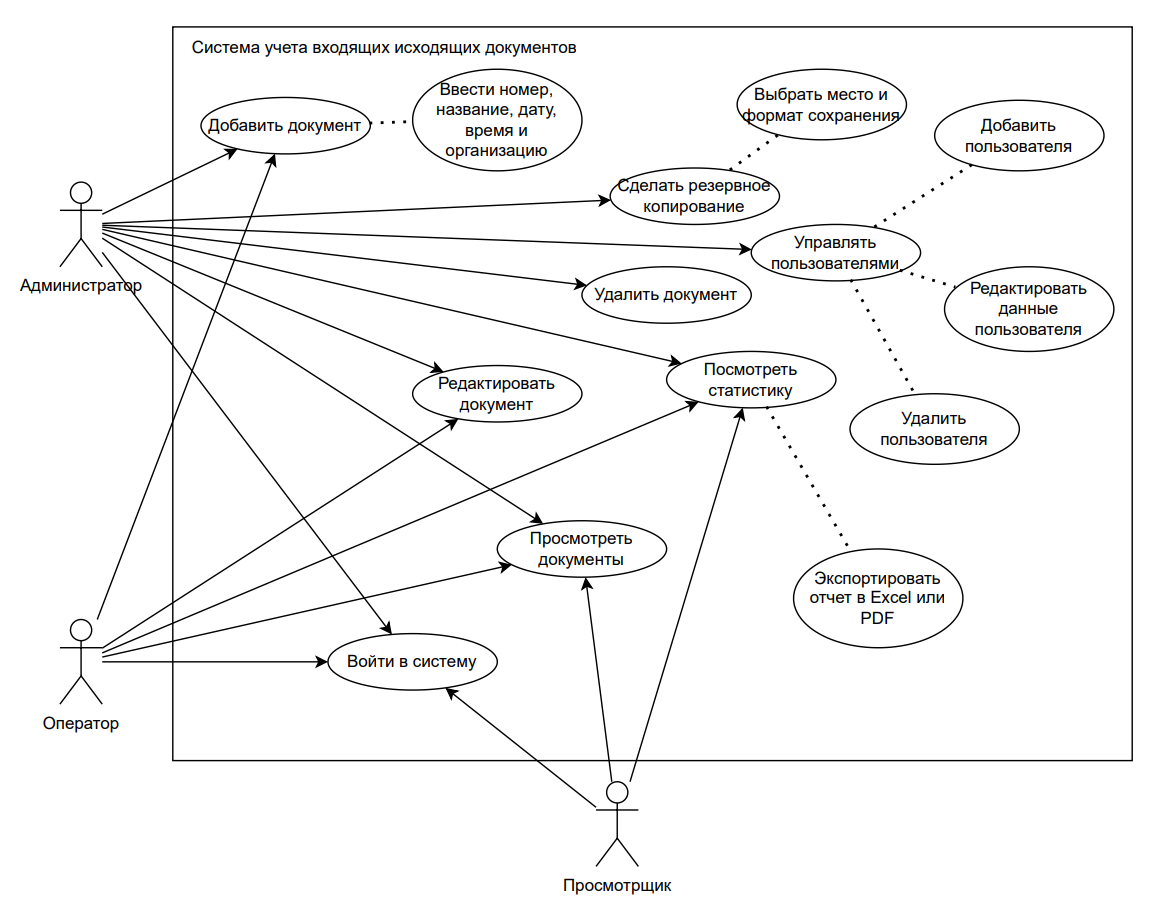 Система учета входящих исходящих документов
Добавить документ
Ввести номер,
название, дату,
время и
организацию
Выбрать место и
формат сохранения
Добавить
пользователя
Сделать резервное
копирование
Управлять
пользователями
Администратор
Удалить документ
Редактировать
данные
пользователя
Редактировать
документ
Посмотреть
статистику
Удалить
пользователя
Просмотреть
документы
Экспортировать
отчет в Excel или
PDF
Войти в систему
Оператор
Просмотрщик